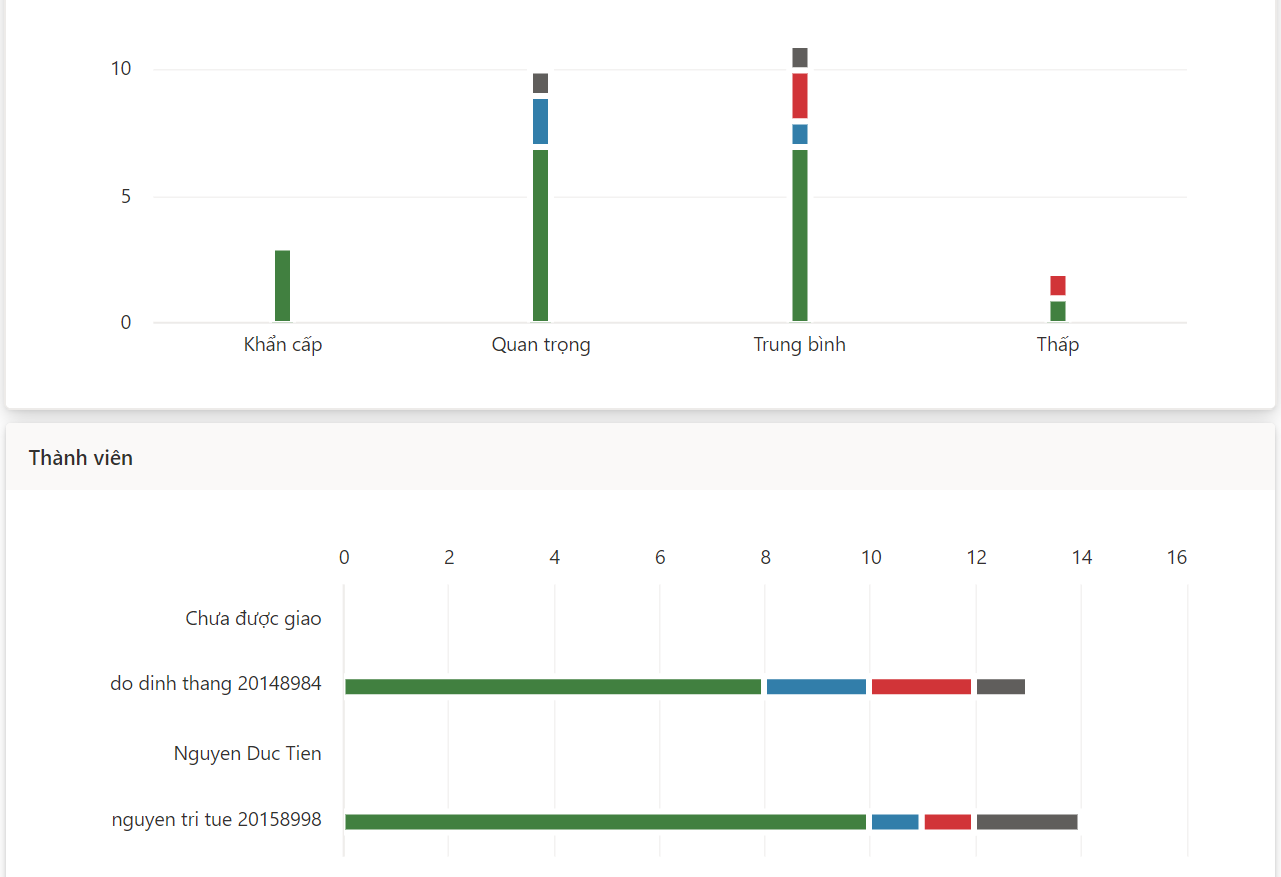 10
5
0
Khẩn cấp Quan trọng Trung bình Thấp
Thành viên
0 2 4 6 8 10 12 14 16
Chưa được giao
do dinh thang 20148984
Nguyen Duc Tien
nguyen tri tue 20158998